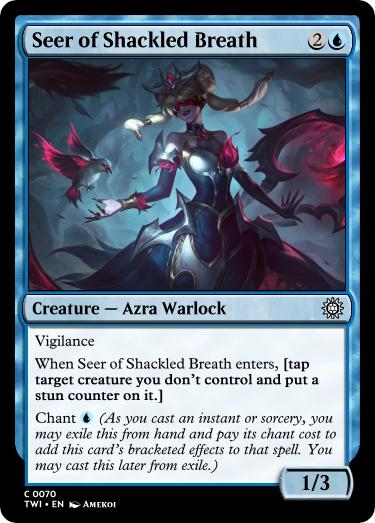 Seer of Shackled Breath 2
Creature — Azra Warlock
Vigilance
When Seer of Shackled Breath enters, [tap
target creature you don't control and put a
stun counter on it.]
Chant (As you cast an instant or sorcery, you
may exile this from hand and pay its chant cost to
add this card's bracketed effects to that spell. You
may cast this later from exile.)
1/3
C 0070
TWI • EN Amekoi